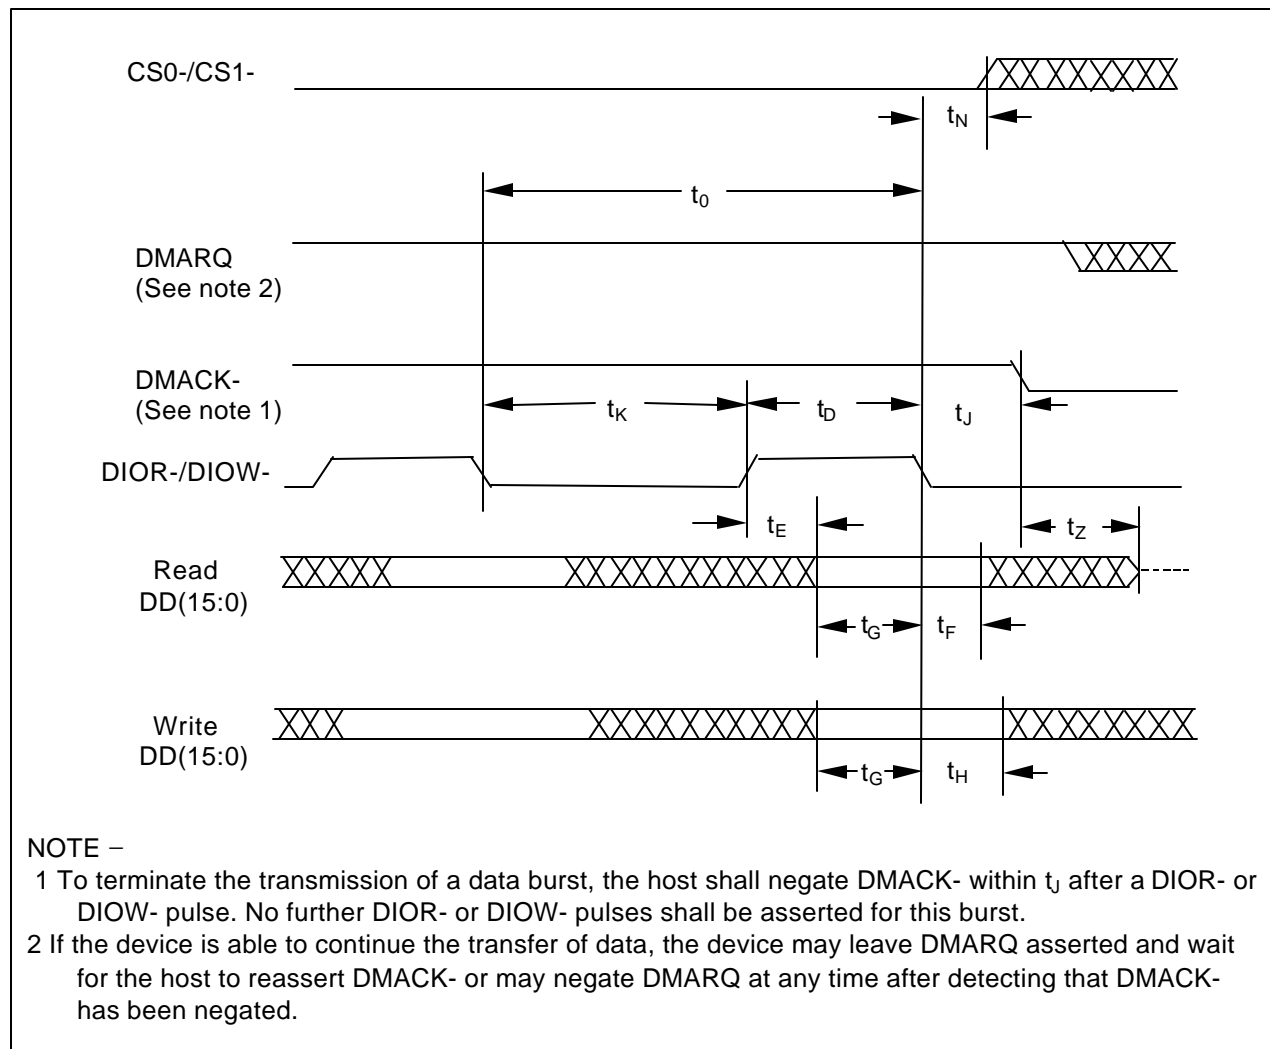 CS0-/CS1-
tN
t0
DMARQ
(See note 2)
DMACK-
(See note 1)
tK
tD
tJ
DIOR-/DIOW-
tE
tZ
Read
DD(15:0)
tG
tF
Write
DD(15:0)
tG
tH
NOTE –
1 To terminate the transmission of a data burst, the host shall negate DMACK- within tJ after a DIOR- or
DIOW- pulse. No further DIOR- or DIOW- pulses shall be asserted for this burst.
2 If the device is able to continue the transfer of data, the device may leave DMARQ asserted and wait
for the host to reassert DMACK- or may negate DMARQ at any time after detecting that DMACK-
has been negated.